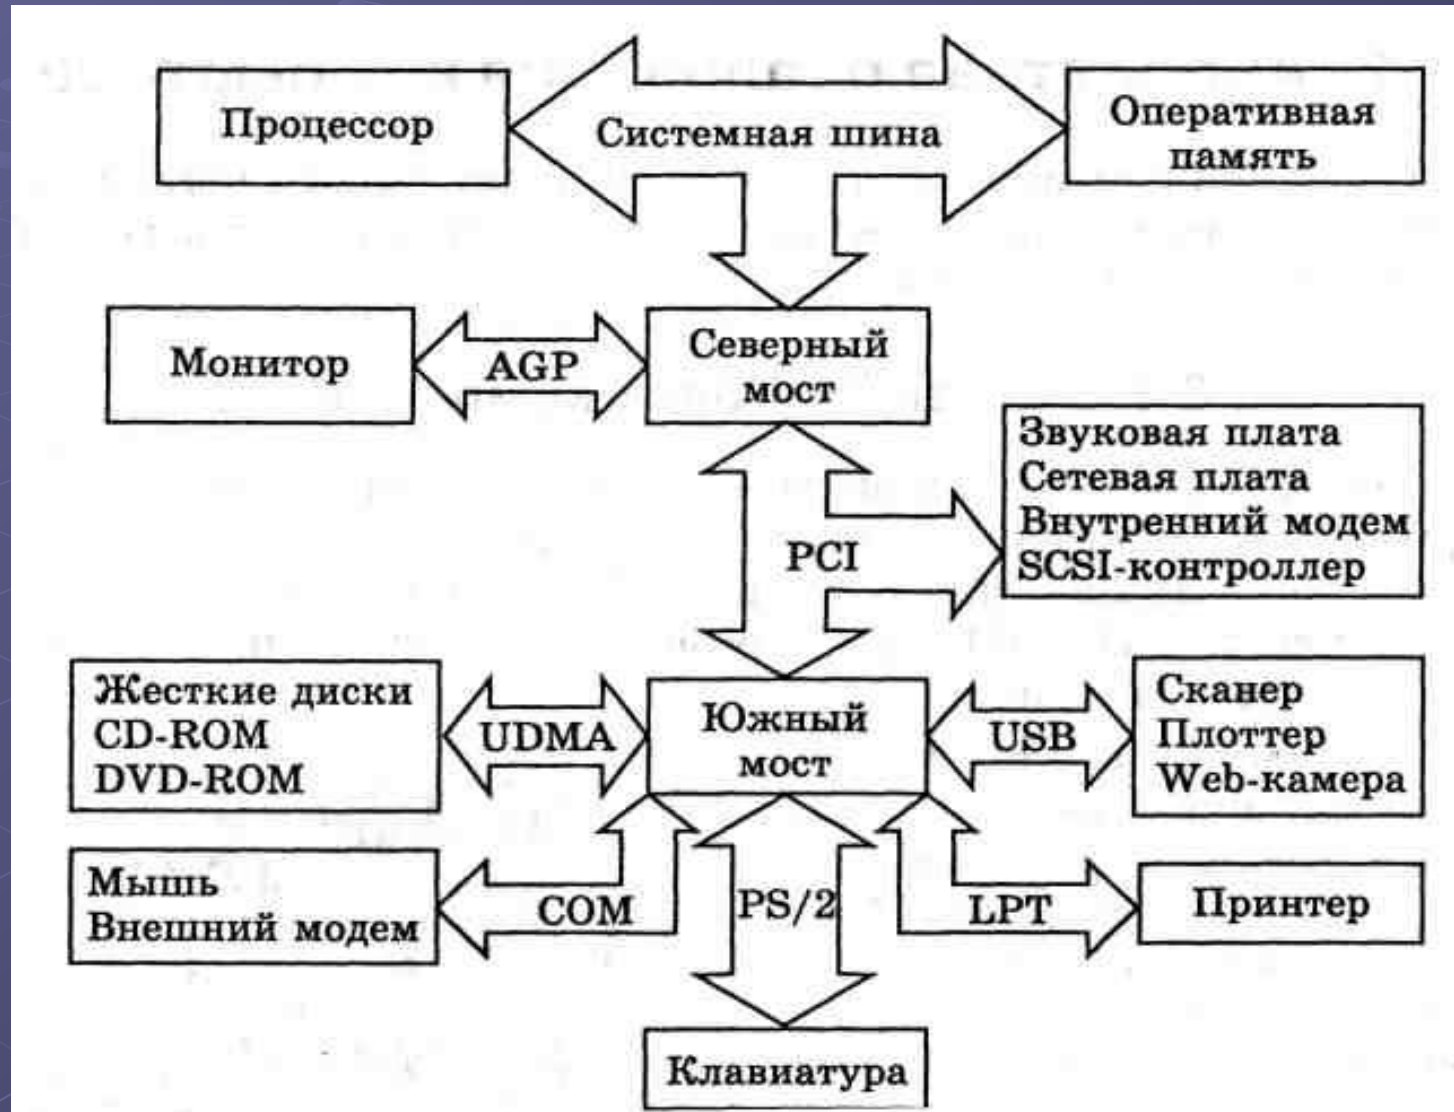 Процессор
Системная шина
Оперативная
память
Монитор
AGP
Северный
мост
Звуковая плата
Сетевая плата
Внутренний модем
SCSI-контроллер
PCI
Жесткие диски
CD-ROM
DVD-ROM
UDMA
Южный
мост
USB
Сканер
Плоттер
Web-камера
Мышь
Внешний модем
COM
PS/2
LPT
Принтер
Клавиатура